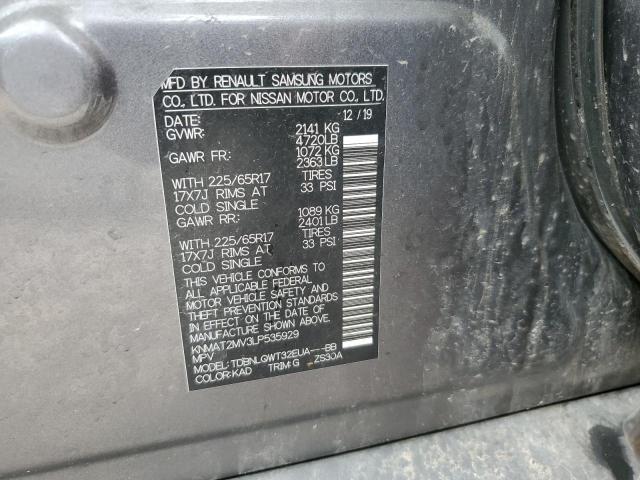 MFD BY RENAULT SAMSUNG MOTORS
CO., LTD. FOR NISSAN MOTOR CO., LTD.
DATE: 12/19
GVWR: 2141 KG
4720LB
GAWR FR: 1072 KG
2363LB
WITH 225/65R17 TIRES
17X7J RIMS AT 33 PSI
COLD SINGLE
GAWR RR: 1089 KG
2401LB
WITH 225/65R17 TIRES
17X7J RIMS AT 33 PSI
COLD SINGLE
THIS VEHICLE CONFORMS TO
ALL APPLICABLE FEDERAL
MOTOR VEHICLE SAFETY AND
THEFT PREVENTION STANDARDS
IN EFFECT ON THE DATE OF
MANUFACTURE SHOWN ABOVE.
KNMAT2MV3LP535929
MPV
MODEL: TDBNLGWT32EUA---BB
COLOR:KAD TRIM:G ZS30A